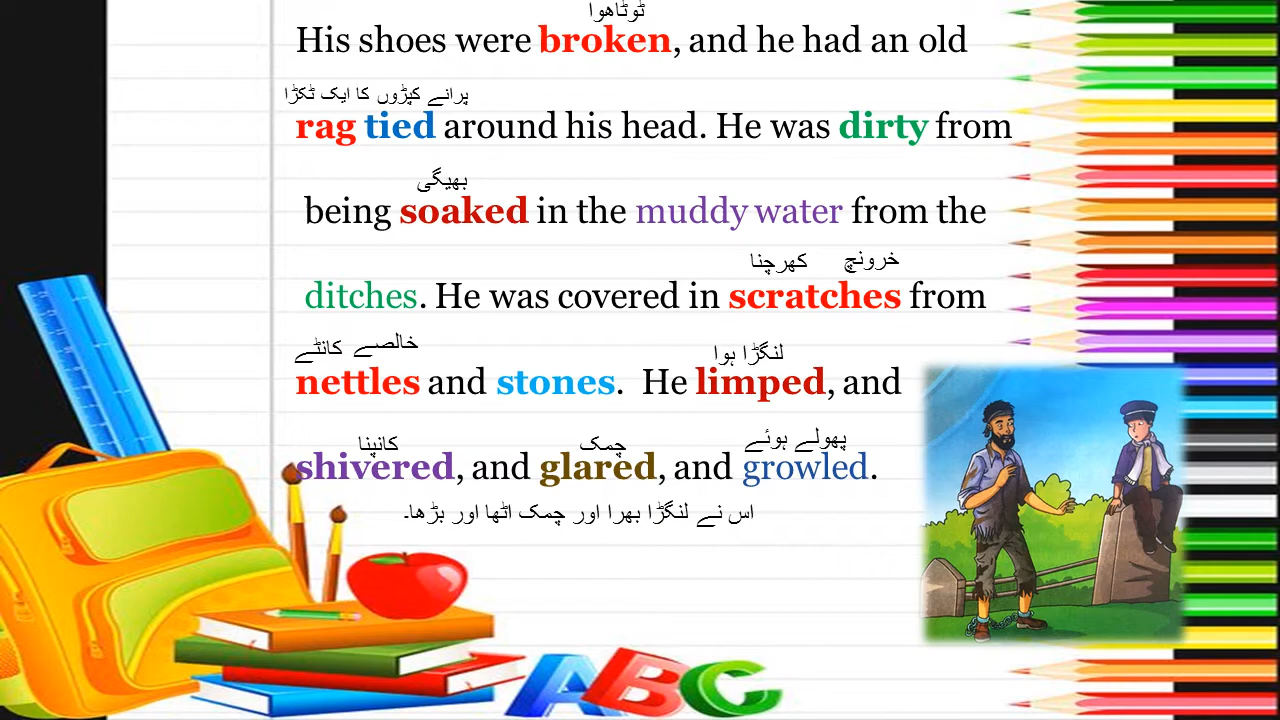 ٹوٹاھوا
His shoes were broken, and he had an old
پرانے کپڑوں کا ایک ٹکڑا
rag tied around his head. He was dirty from
بھیگی
being soaked in the muddy water from the
کھرچنا خرونچ
ditches. He was covered in scratches from
خالصے کانٹے لنگڑا ہوا
nettles and stones. He limped, and
کانپنا چمک پھولے ہوئے
shivered, and glared, and growled.
اس نے لنگڑا بھرا اور چمک اٹھا اور بڑھا۔
ABC